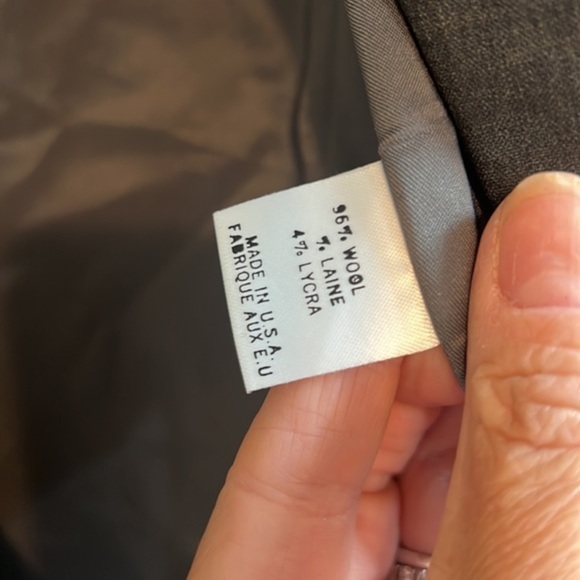 96% WOOL
% LAINE
4% LYCRA
MADE IN U.S.A.
FABRIQUE AUX E.U